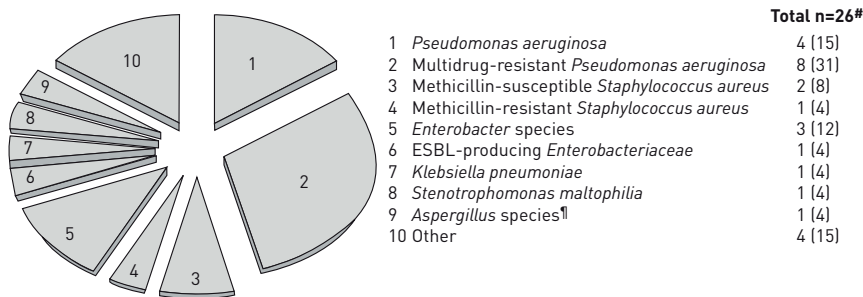 Total n=26#
1 Pseudomonas aeruginosa 4 (15)
2 Multidrug-resistant Pseudomonas aeruginosa 8 (31)
3 Methicillin-susceptible Staphylococcus aureus 2 (8)
4 Methicillin-resistant Staphylococcus aureus 1 (4)
5 Enterobacter species 3 (12)
6 ESBL-producing Enterobacteriaceae 1 (4)
7 Klebsiella pneumoniae 1 (4)
8 Stenotrophomonas maltophilia 1 (4)
9 Aspergillus species¶ 1 (4)
10 Other 4 (15)
10
1
9
8
7
6
2
5
4
3